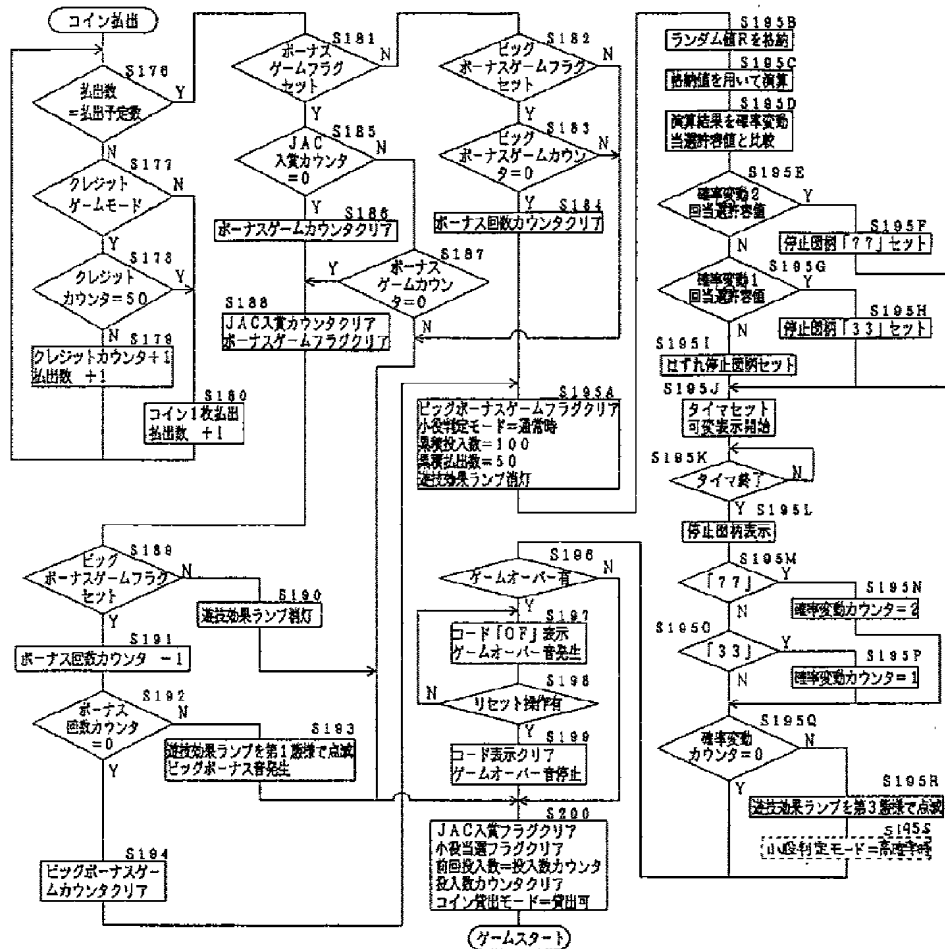 コイン払出
S176
払出数
=払出予定数
Y
N
S177
クレジット
ゲームモード
N
Y
S178
クレジット
カウンタ=50
Y
N
S179
クレジットカウンタ+1
払出数 +1
S180
コイン1枚払出
払出数 +1
S181
ボーナス
ゲームフラグ
セット
N
Y
S185
JAC
入賞カウンタ
=0
N
Y
S186
ボーナスゲームカウンタクリア
S187
ボーナス
ゲームカウン
タ=0
Y
N
S188
JAC入賞カウンタクリア
ボーナスゲームフラグクリア
S182
ビッグ
ボーナスゲームフラグ
セット
N
Y
S183
ビッグ
ボーナスゲームカウン
タ=0
N
Y
S184
ボーナス回数カウンタクリア
S195A
ビッグボーナスゲームフラグクリア
小役判定モード=通常時
累積投入数=100
累積払出数=50
遊技効果ランプ消灯
S189
ビッグ
ボーナスゲームフラグ
セット
N
Y
S190
遊技効果ランプ消灯
S191
ボーナス回数カウンタ -1
S192
ボーナス
回数カウンタ
=0
N
Y
S193
遊技効果ランプを第1態様で点滅
ビッグボーナス音発生
S194
ビッグボーナスゲー
ムカウンタクリア
S196
ゲームオーバー有
N
Y
S197
コード「OF」表示
ゲームオーバー音発生
S198
リセット操作有
N
Y
S199
コード表示クリア
ゲームオーバー音停止
S200
JAC入賞フラグクリア
小役当選フラグクリア
前回投入数=投入数カウンタ
投入数カウンタクリア
コイン貸出モード=貸出可
ゲームスタート
S195B
ランダム値Rを格納
S195C
格納値を用いて演算
S195D
演算結果を確率変動
当選許容値と比較
S195E
確率変動2
回当選許容値
Y
N
S195F
停止図柄「77」セット
S195G
確率変動1
回当選許容値
Y
N
S195H
停止図柄「33」セット
S195I
はずれ停止図柄セット
S195J
タイマセット
可変表示開始
S195K
タイマ終了
N
Y
S195L
停止図柄表示
S195M
「77」
Y
N
S195N
確率変動カウンタ=2
S195O
「33」
Y
N
S195P
確率変動カウンタ=1
S195Q
確率変動
カウンタ=0
N
Y
S195R
遊技効果ランプを第3態様で点滅
S195S
小役判定モード=高確率時